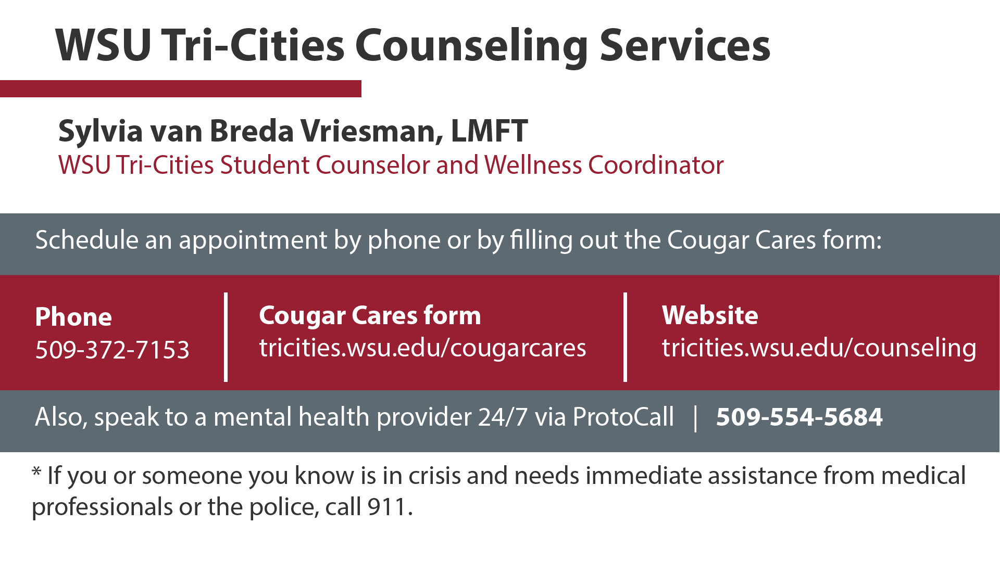 WSU Tri-Cities Counseling Services
Sylvia van Breda Vriesman, LMFT
WSU Tri-Cities Student Counselor and Wellness Coordinator
Schedule an appointment by phone or by filling out the Cougar Cares form:
Phone
509-372-7153
Cougar Cares form
tricities.wsu.edu/cougarcares
Website
tricities.wsu.edu/counseling
Also, speak to a mental health provider 24/7 via ProtoCall | 509-554-5684
* If you or someone you know is in crisis and needs immediate assistance from medical
professionals or the police, call 911.